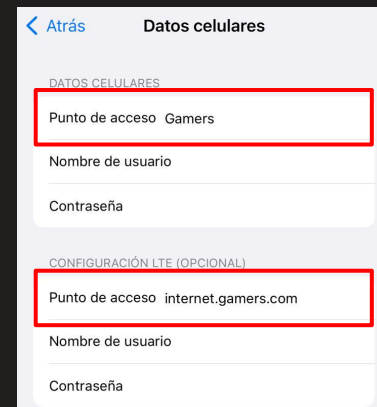 Atrás Datos celulares
DATOS CELULARES
Punto de acceso Gamers
Nombre de usuario
Contraseña
CONFIGURACIÓN LTE (OPCIONAL)
Punto de acceso internet.gamers.com
Nombre de usuario
Contraseña